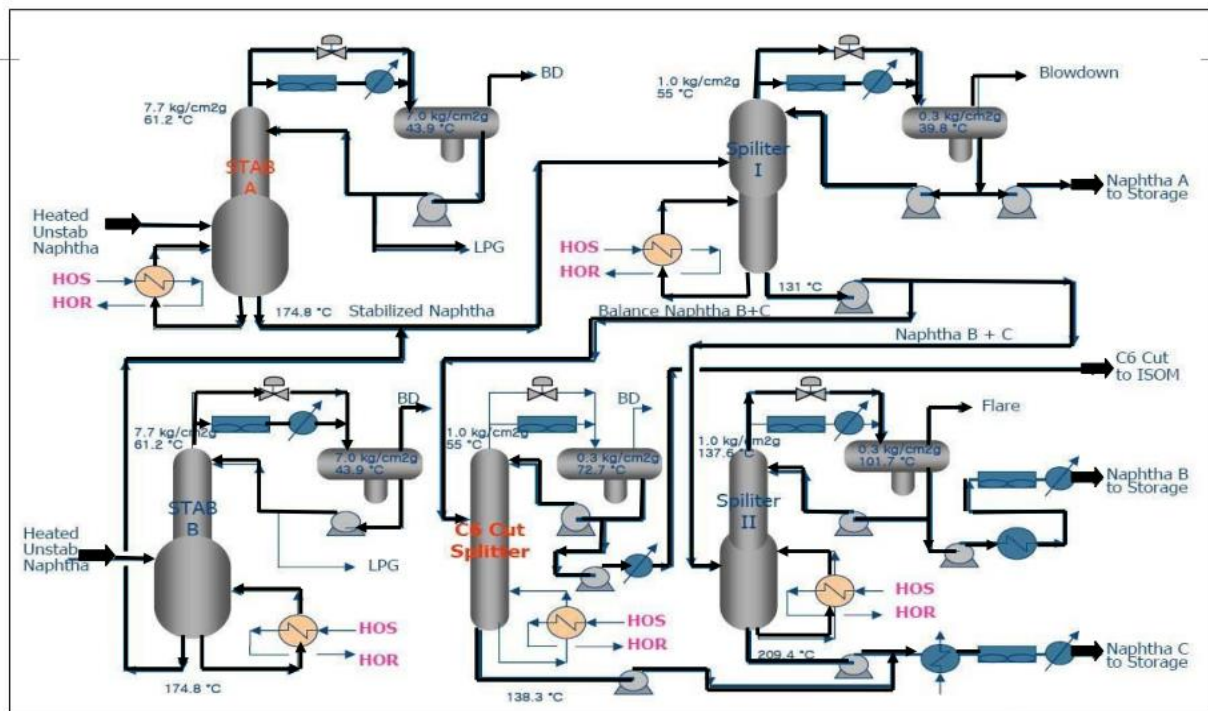 BD
7.7 kg/cm2g
61.2 °C
7.0 kg/cm2g
43.9 °C
STAB
A
Heated
Unstab
Naphtha
HOS
HOR
LPG
174.8 °C
Stabilized Naphtha
1.0 kg/cm2g
55 °C
Blowdown
0.3 kg/cm2g
39.8 °C
Spiliter
I
Naphtha A
to Storage
HOS
HOR
131 °C
Balance Naphtha B+C
Naphtha B + C
C6 Cut
to ISOM
BD
7.7 kg/cm2g
61.2 °C
7.0 kg/cm2g
43.9 °C
STAB
B
Heated
Unstab
Naphtha
LPG
HOS
HOR
174.8 °C
BD
1.0 kg/cm2g
55 °C
0.3 kg/cm2g
72.7 °C
C6 Cut
Splitter
HOS
HOR
138.3 °C
Flare
1.0 kg/cm2g
137.6 °C
0.3 kg/cm2g
101.7 °C
Spiliter
II
Naphtha B
to Storage
HOS
HOR
209.4 °C
Naphtha C
to Storage